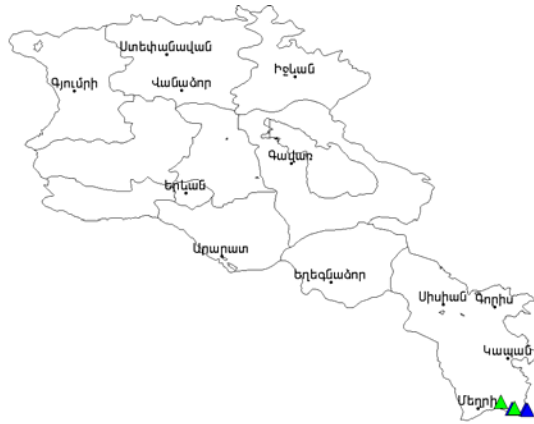 Ստեփանավան
Իջևան
Գյումրի
Վանաձոր
Գավառ
Երևան
Արարատ
Եղեգնաձոր
Սիսիան
Գորիս
Կապան
Մեղրի